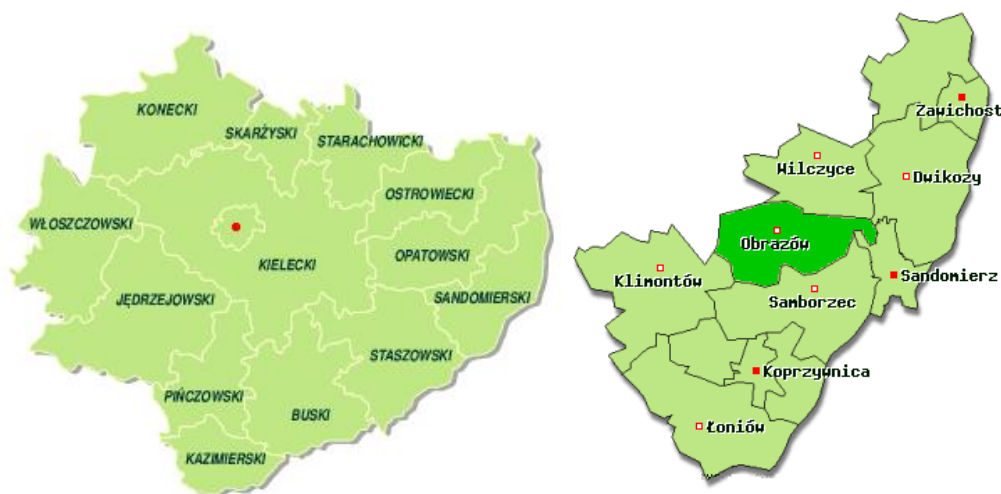 KONECKI
SKARŻYSKI
STARACHOWICKI
OSTROWIECKI
WŁOSZCZOWSKI
KIELECKI
OPATOWSKI
JĘDRZEJOWSKI
SANDOMIERSKI
STASZOWSKI
PIŃCZOWSKI
BUSKI
KAZIMIERSKI
Zawichost
Wilczyce
Dwikozy
Obrazów
Klimontów
Sandomierz
Samborzec
Koprzywnica
Łoniów